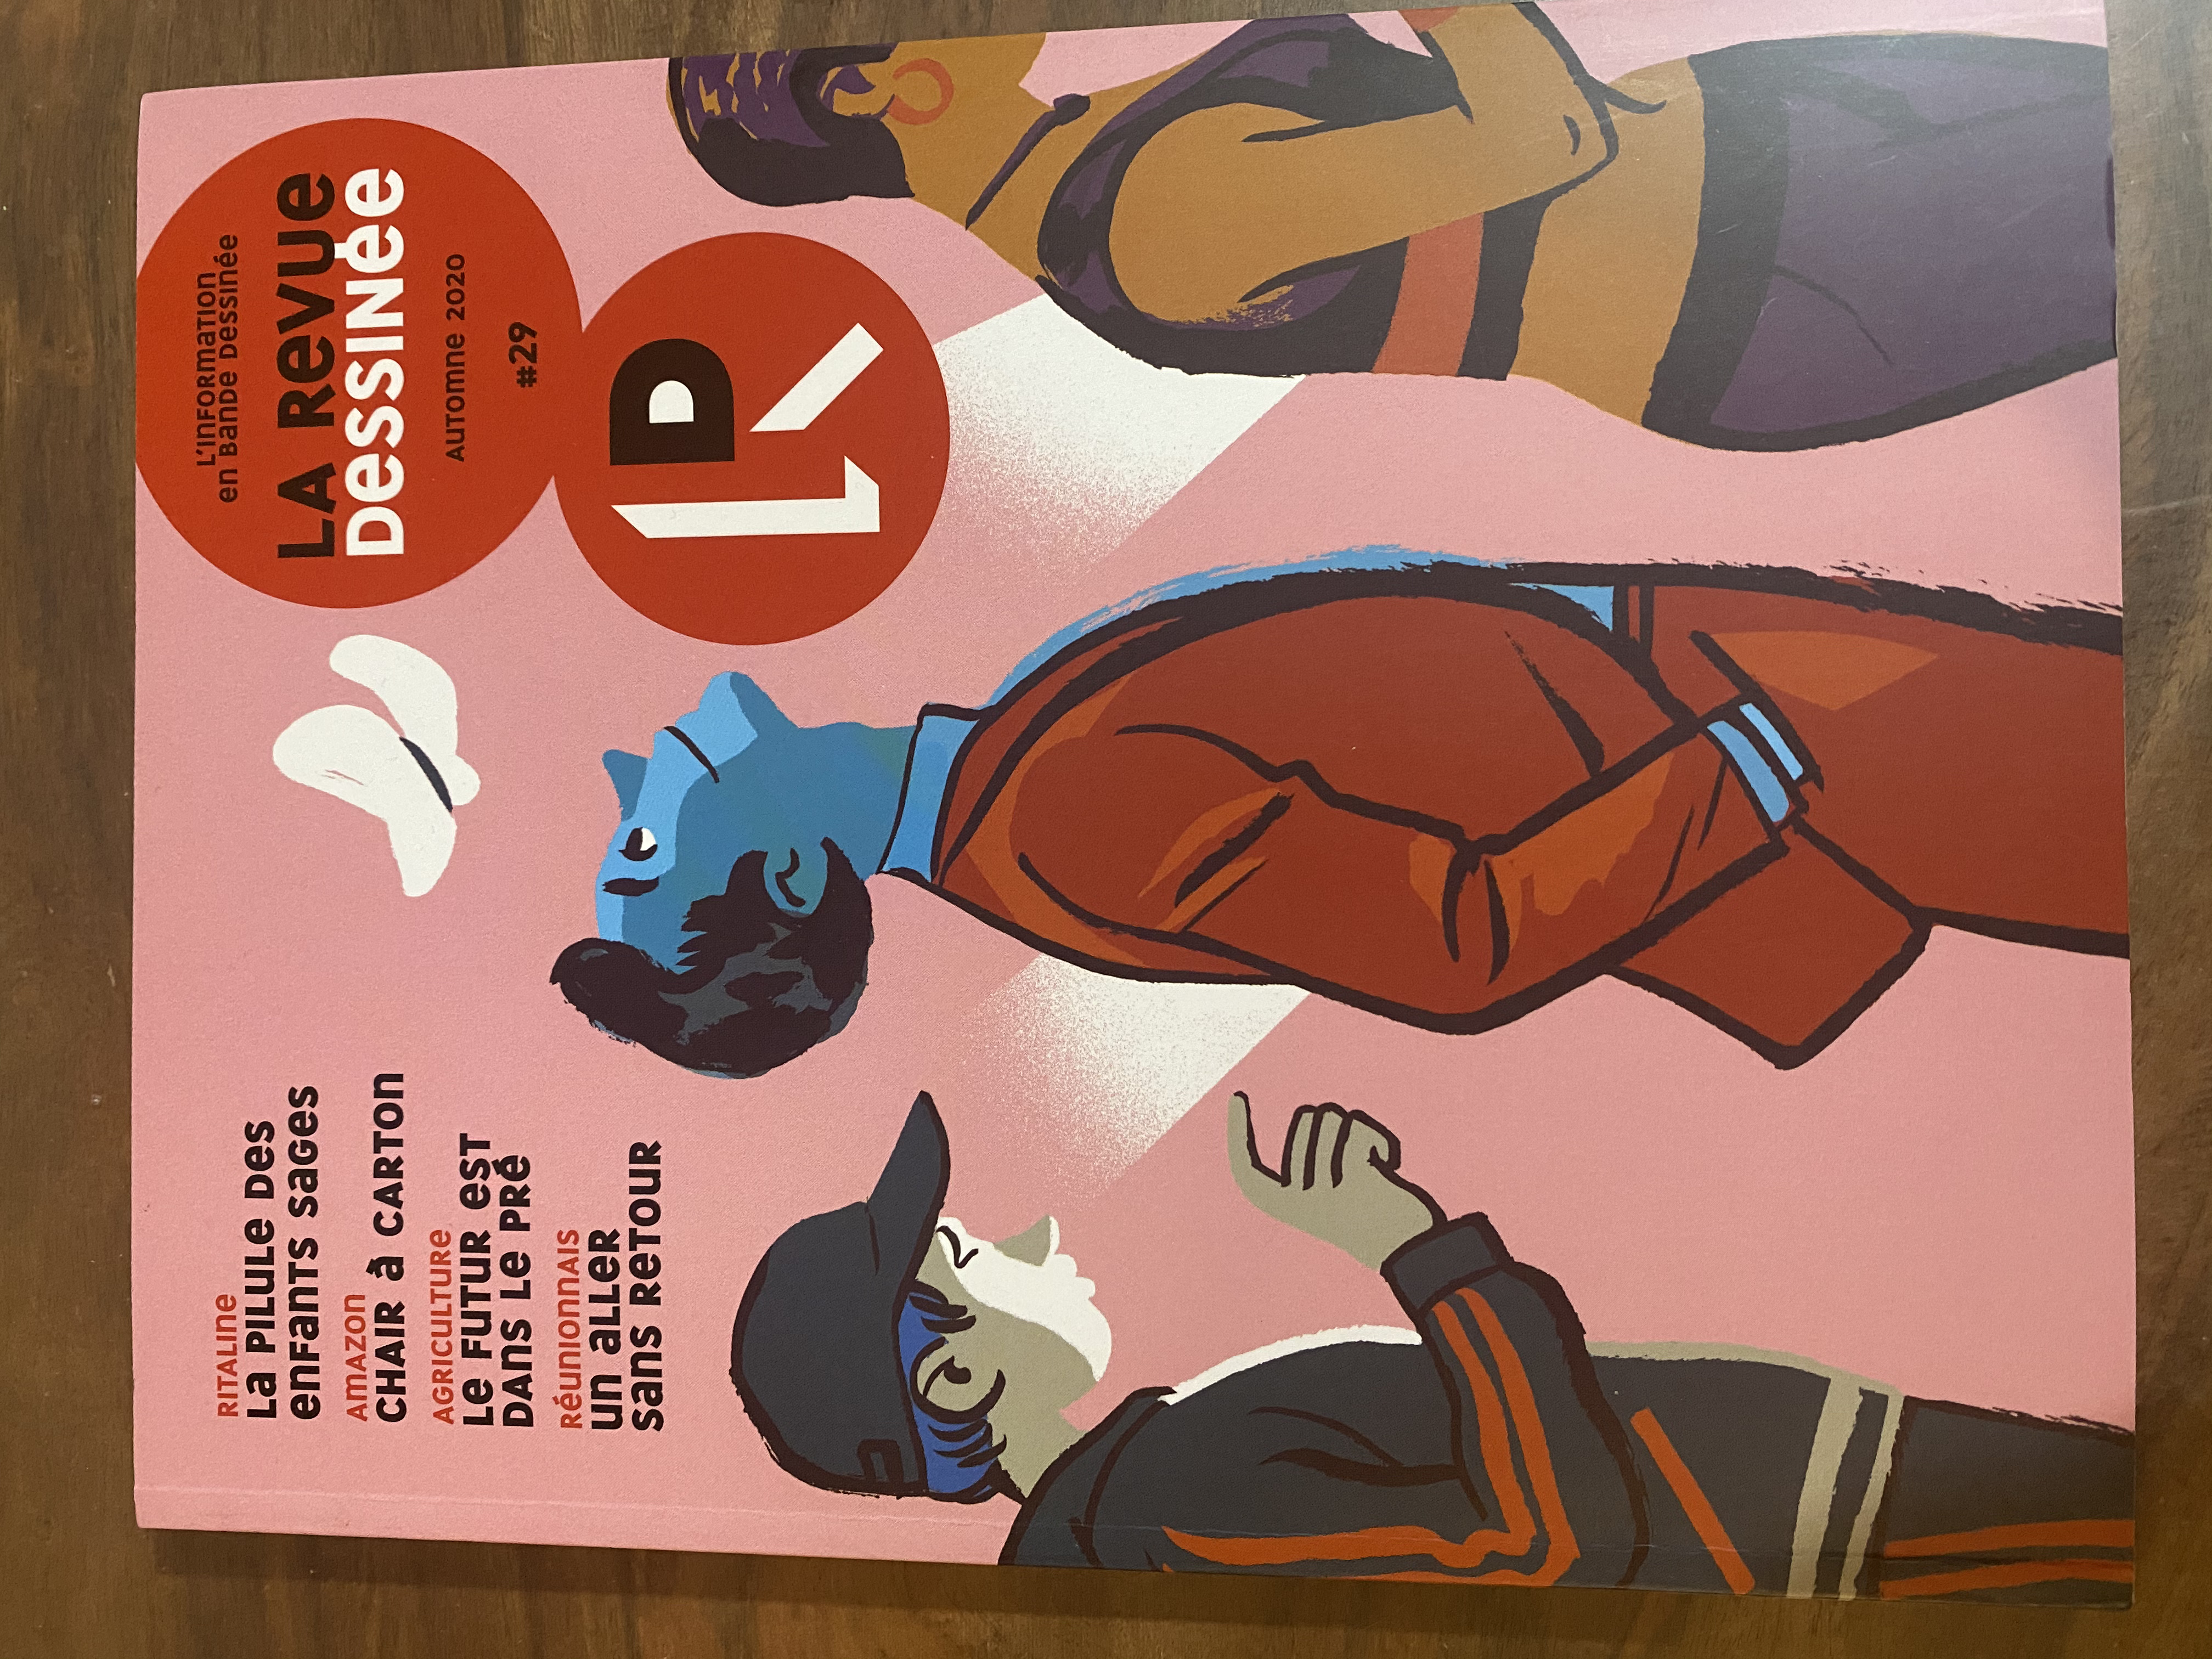 RITALINE
LA PILULE DES
ENFANTS SAGES
AMAZON
CHAIR À CARTON
AGRICULTURE
LE FUTUR EST
DANS LE PRÉ
RÉUNIONNAIS
UN ALLER
SANS RETOUR
L'INFORMATION
EN BANDE DESSINÉE
LA REVUE
DESSINÉE
AUTOMNE 2020
#29
LRD